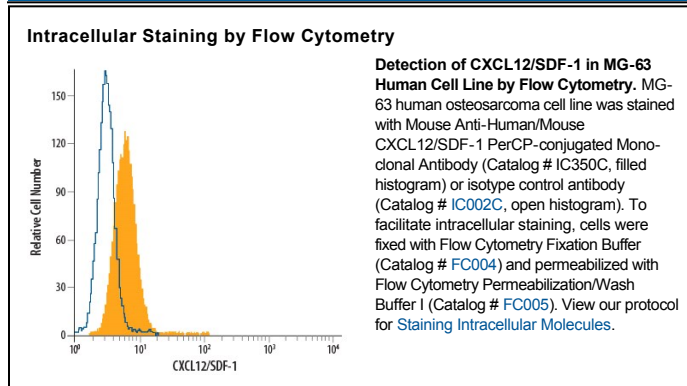 Intracellular Staining by Flow Cytometry
150
120
90
60
30
0
Relative Cell Number
10⁰ 10¹ 10² 10³ 10⁴
CXCL12/SDF-1
Detection of CXCL12/SDF-1 in MG-63
Human Cell Line by Flow Cytometry. MG-
63 human osteosarcoma cell line was stained
with Mouse Anti-Human/Mouse
CXCL12/SDF-1 PerCP-conjugated Mono-
clonal Antibody (Catalog # IC350C, filled
histogram) or isotype control antibody
(Catalog # IC002C, open histogram). To
facilitate intracellular staining, cells were
fixed with Flow Cytometry Fixation Buffer
(Catalog # FC004) and permeabilized with
Flow Cytometry Permeabilization/Wash
Buffer I (Catalog # FC005). View our protocol
for Staining Intracellular Molecules.